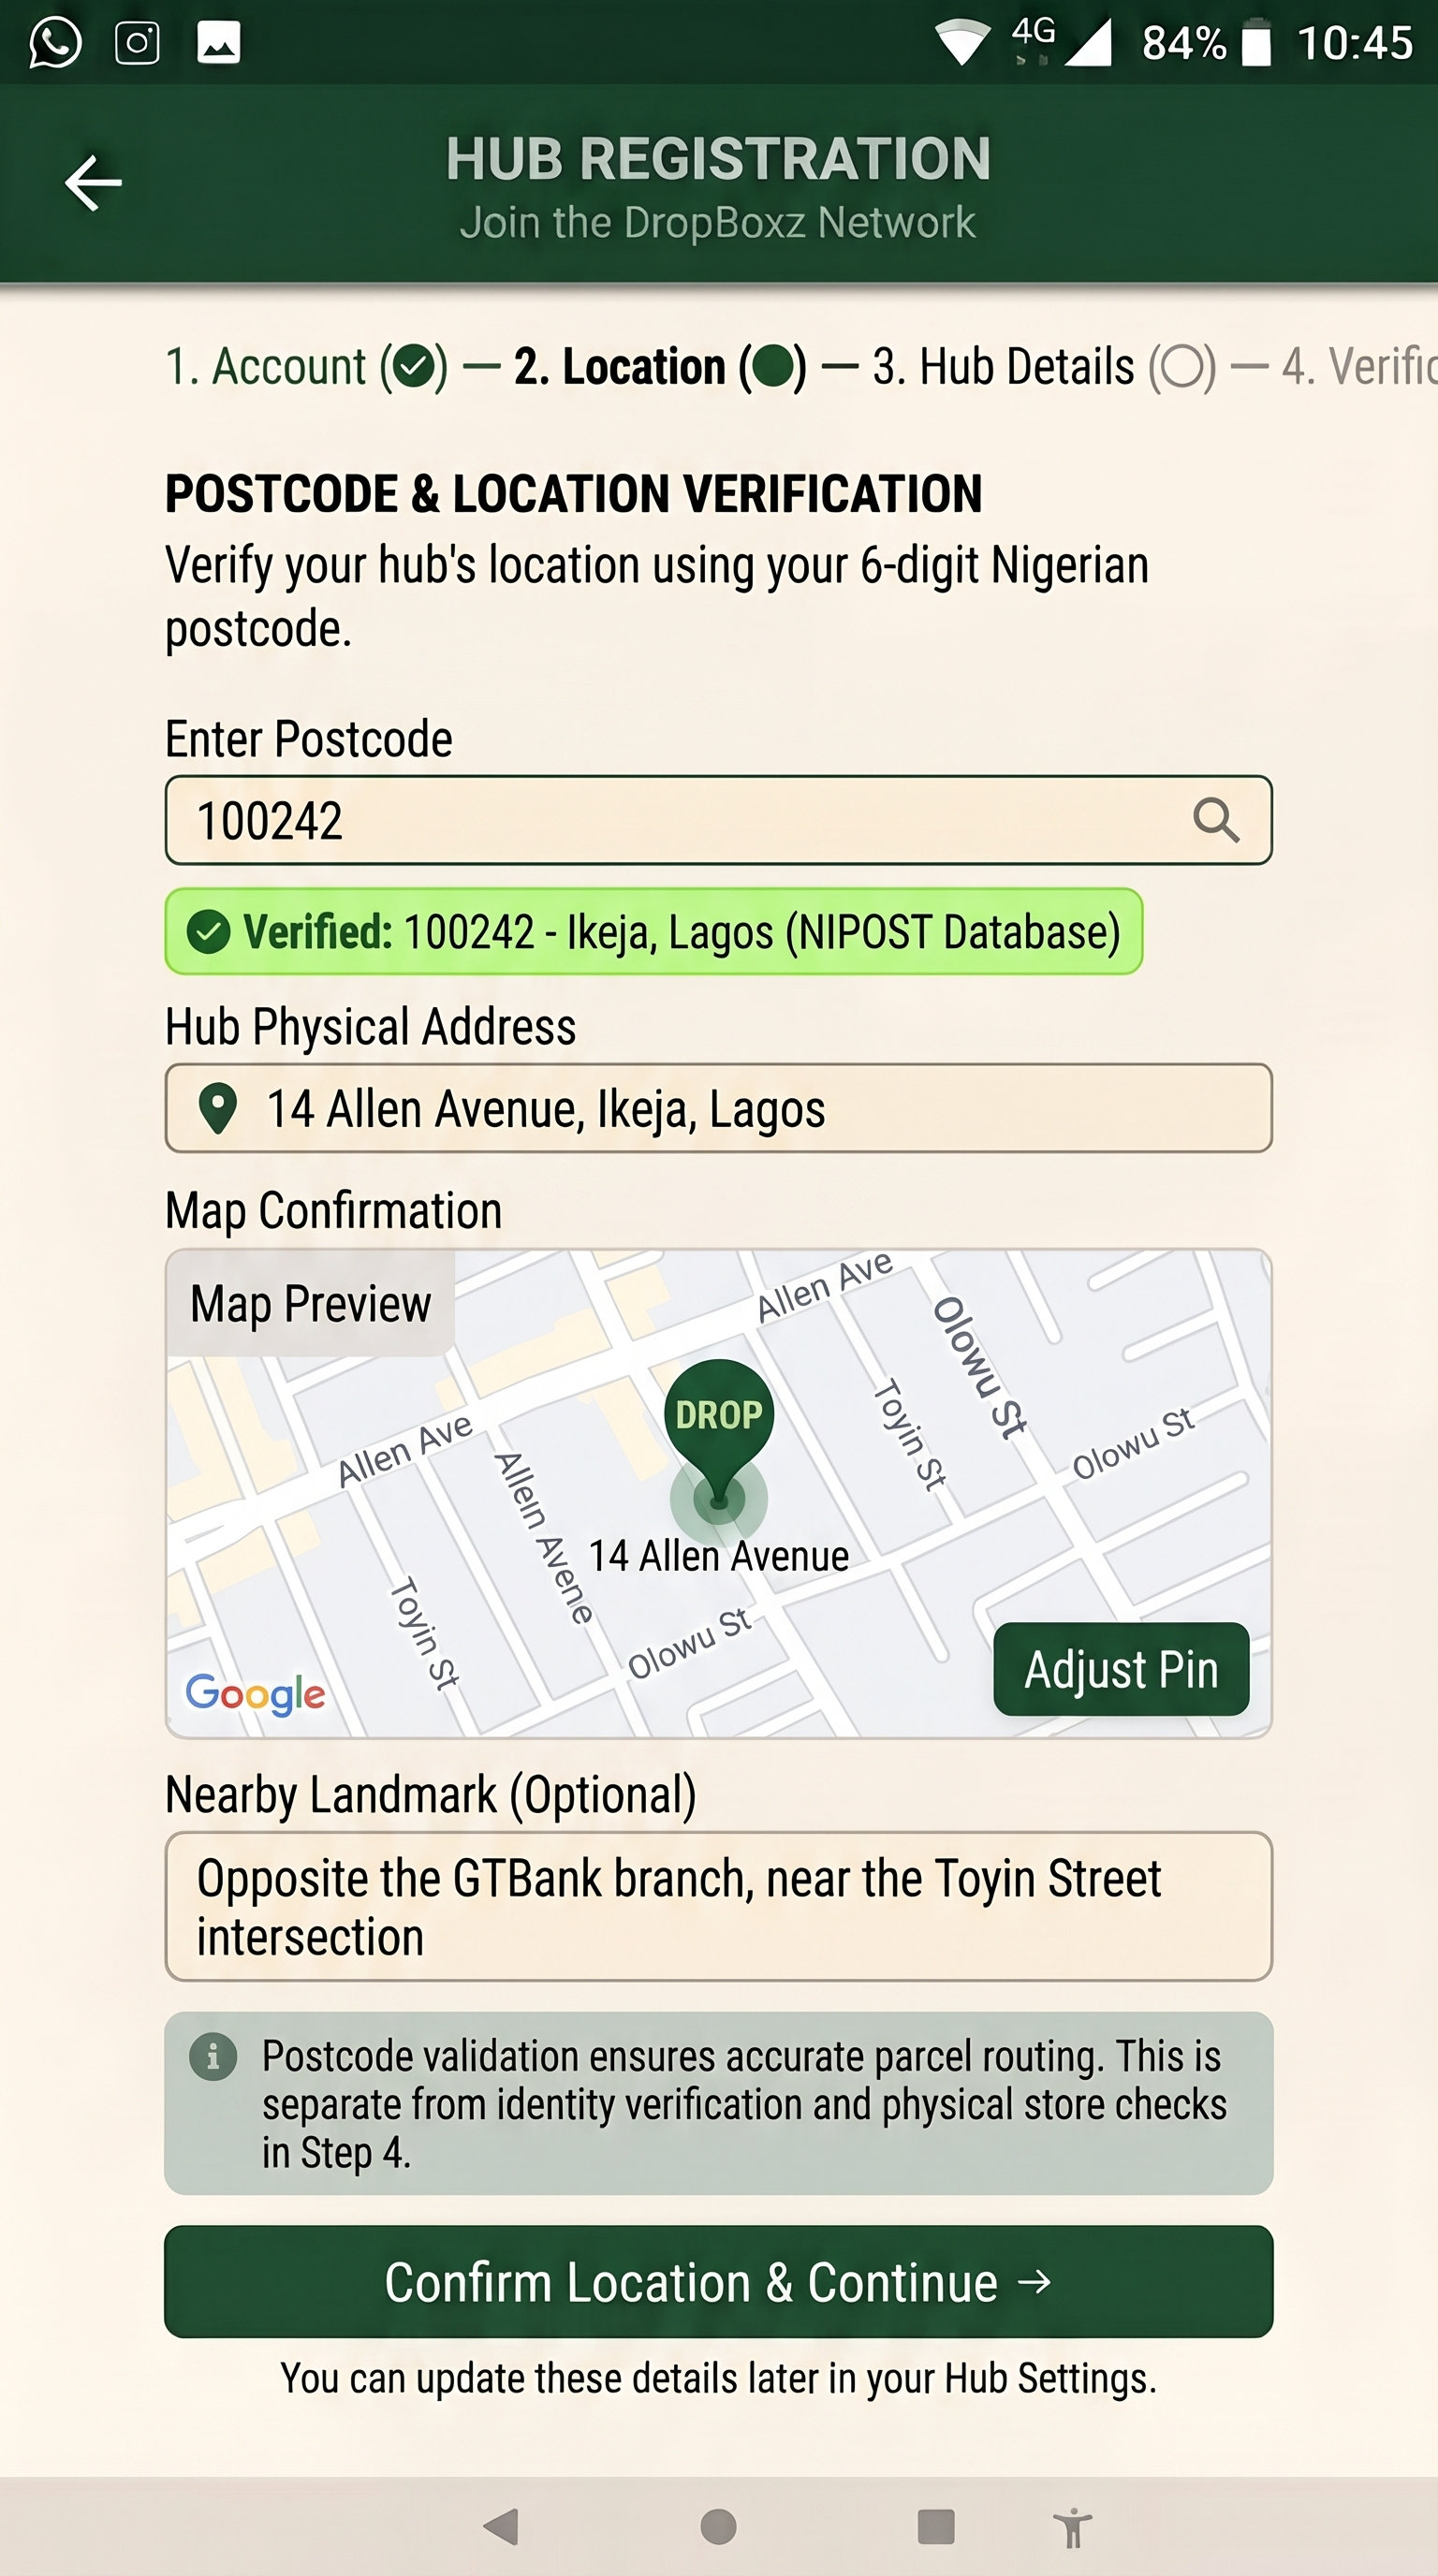 4G 84% 10:45
HUB REGISTRATION
Join the DropBoxz Network
1. Account ( ) — 2. Location ( ) — 3. Hub Details ( ) — 4. Verific
POSTCODE & LOCATION VERIFICATION
Verify your hub's location using your 6-digit Nigerian
postcode.
Enter Postcode
100242
Verified: 100242 - Ikeja, Lagos (NIPOST Database)
Hub Physical Address
14 Allen Avenue, Ikeja, Lagos
Map Confirmation
Map Preview
Allen Ave
Olowu St
DROP
Toyin St
Allen Ave
Olowu St
Allein Avene
14 Allen Avenue
Toyin St
Olowu St
Adjust Pin
Google
Nearby Landmark (Optional)
Opposite the GTBank branch, near the Toyin Street
intersection
Postcode validation ensures accurate parcel routing. This is
separate from identity verification and physical store checks
in Step 4.
Confirm Location & Continue →
You can update these details later in your Hub Settings.